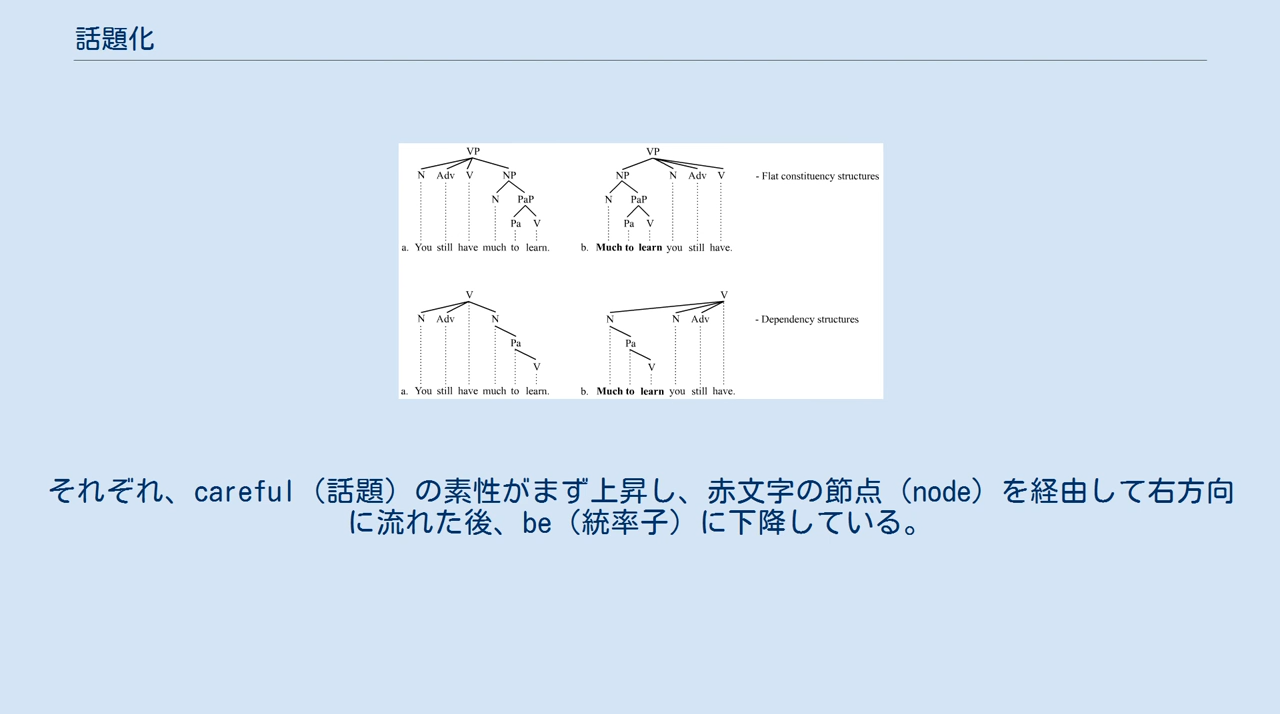 話題化
VP VP
N Adv V NP NP N Adv V - Flat constituency structures
N PaP N PaP
Pa V Pa V
a. You still have much to learn. b. Much to learn you still have.
V V
N Adv N N N Adv - Dependency structures
Pa Pa
V V
a. You still have much to learn. b. Much to learn you still have.
それぞれ、careful（話題）の素性がまず上昇し、赤文字の節点（node）を経由して右方向
に流れた後、be（統率子）に下降している。